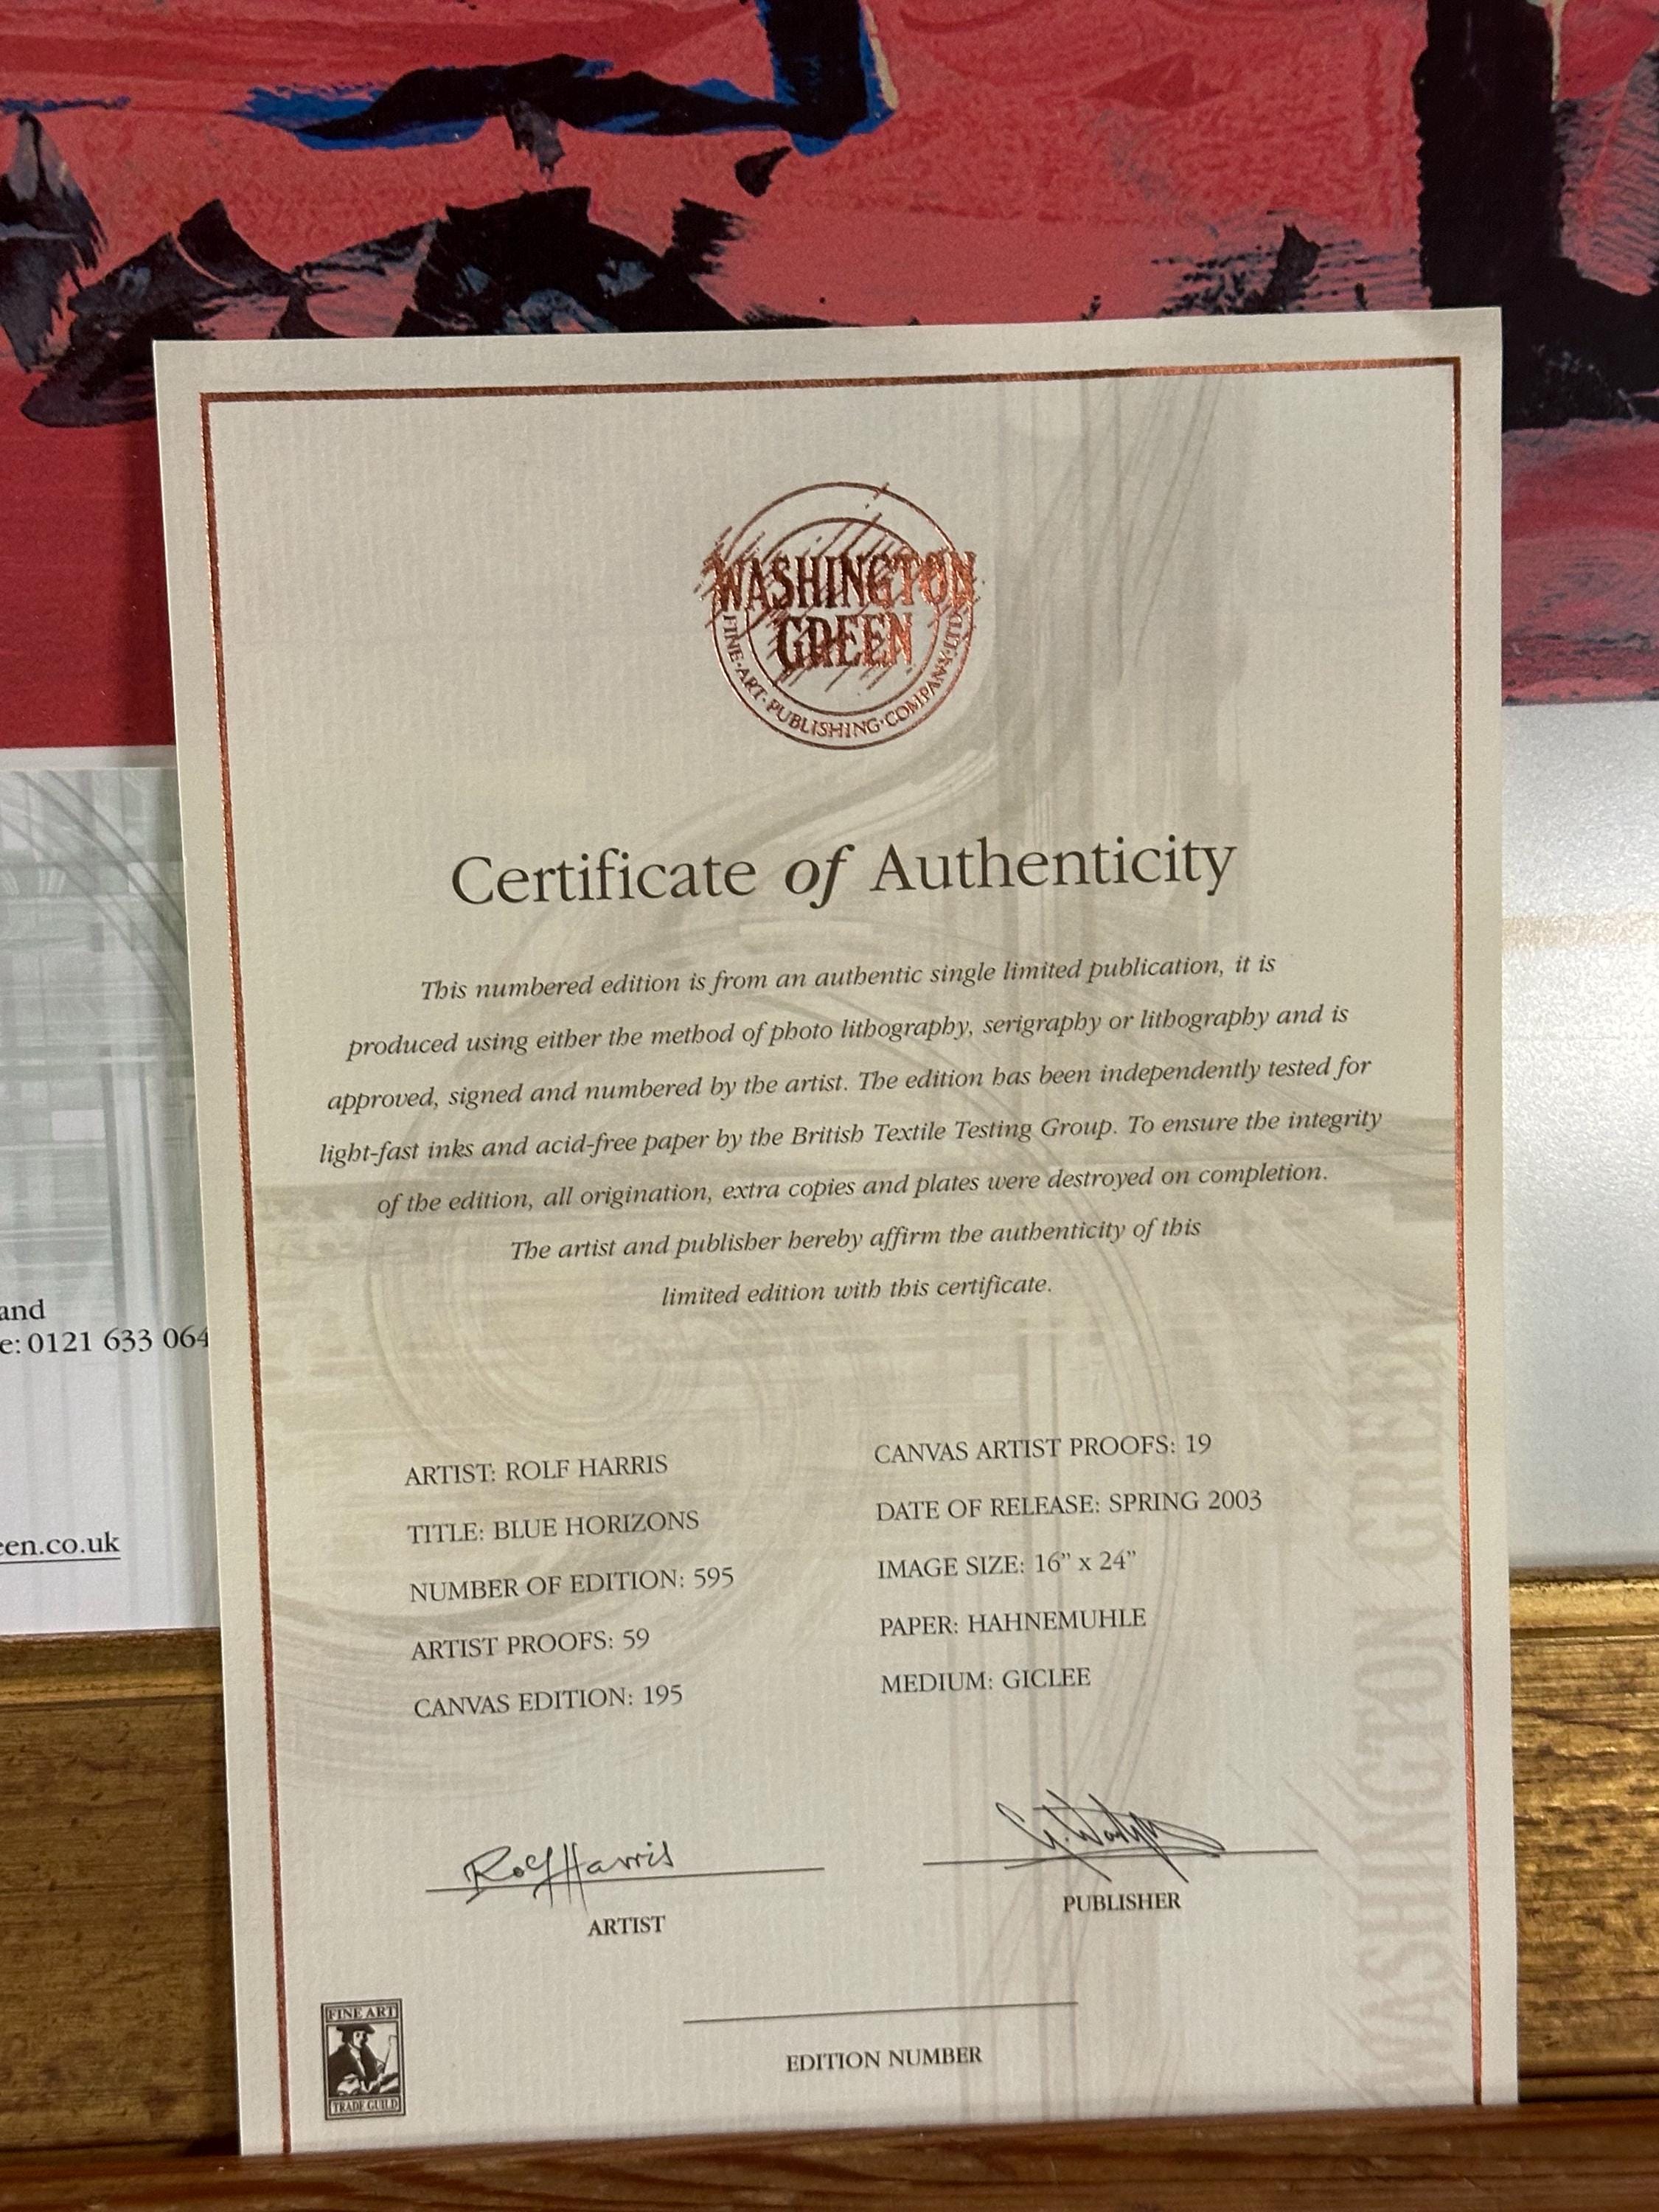 WASHINGTON
GREEN
FINE·ART·PUBLISHING·COMPANY·LTD
Certificate of Authenticity
This numbered edition is from an authentic single limited publication, it is
produced using either the method of photo lithography, serigraphy or lithography and is
approved, signed and numbered by the artist. The edition has been independently tested for
light-fast inks and acid-free paper by the British Textile Testing Group. To ensure the integrity
of the edition, all origination, extra copies and plates were destroyed on completion.
The artist and publisher hereby affirm the authenticity of this
limited edition with this certificate.
and
e: 0121 633 064
een.co.uk
ARTIST: ROLF HARRIS
TITLE: BLUE HORIZONS
NUMBER OF EDITION: 595
ARTIST PROOFS: 59
CANVAS EDITION: 195
CANVAS ARTIST PROOFS: 19
DATE OF RELEASE: SPRING 2003
IMAGE SIZE: 16” x 24”
PAPER: HAHNEMUHLE
MEDIUM: GICLEE
Rolf Harris
ARTIST
PUBLISHER
EDITION NUMBER
FINE ART
TRADE GUILD
WASHINGTON GREEN